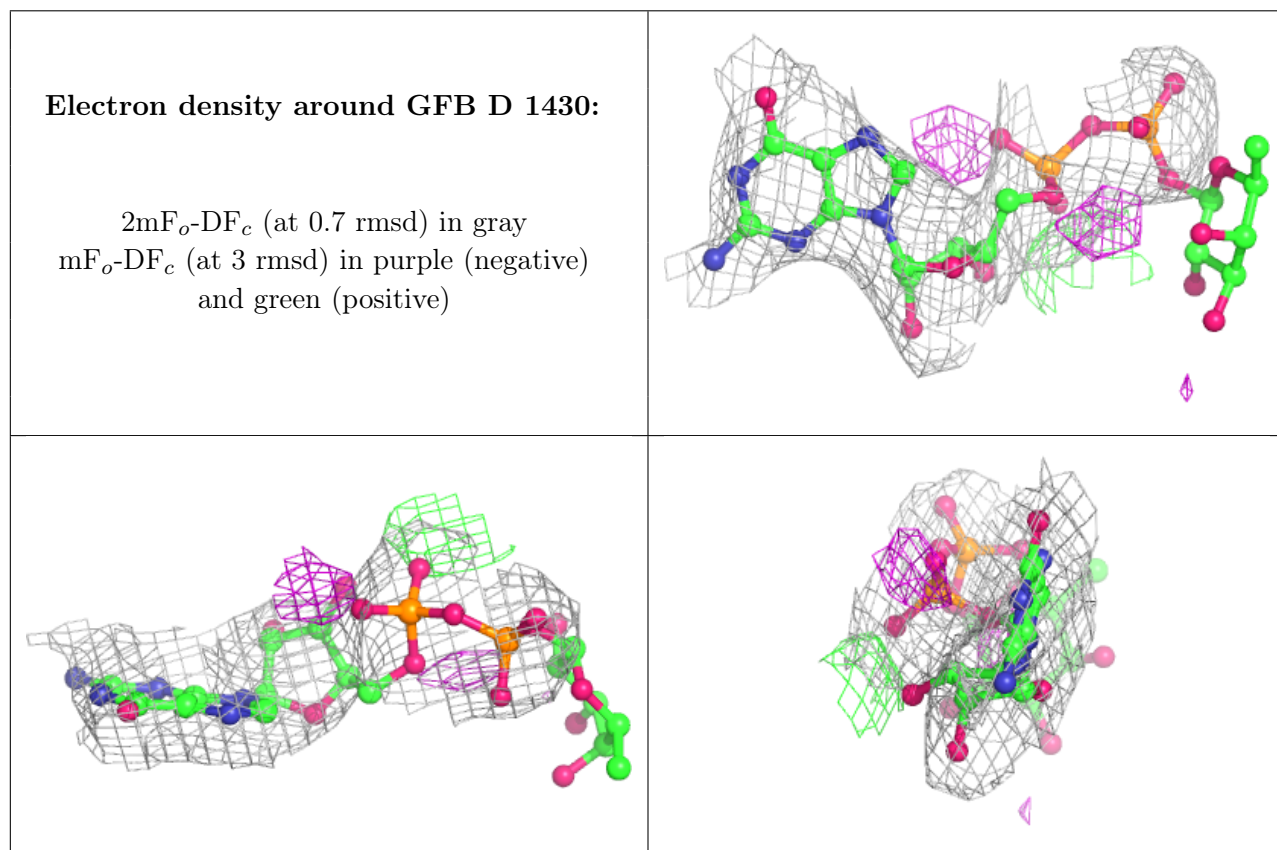 Electron density around GFB D 1430:
2mFo-DFc (at 0.7 rmsd) in gray
mFo-DFc (at 3 rmsd) in purple (negative)
and green (positive)